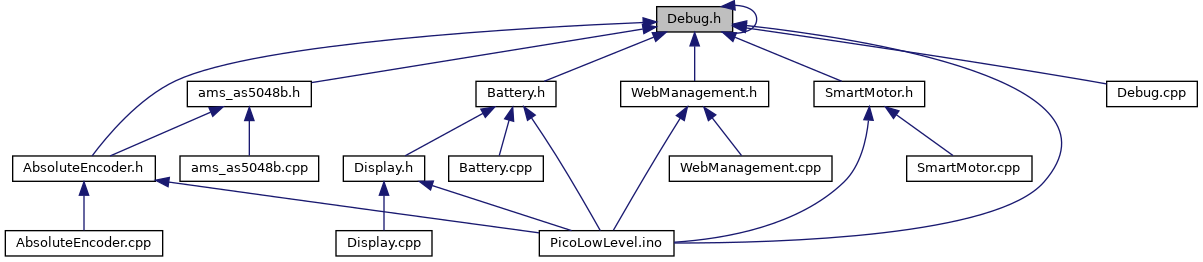 Debug.h
ams_as5048b.h
Battery.h
WebManagement.h
SmartMotor.h
Debug.cpp
AbsoluteEncoder.h
ams_as5048b.cpp
Display.h
Battery.cpp
WebManagement.cpp
SmartMotor.cpp
AbsoluteEncoder.cpp
Display.cpp
PicoLowLevel.ino